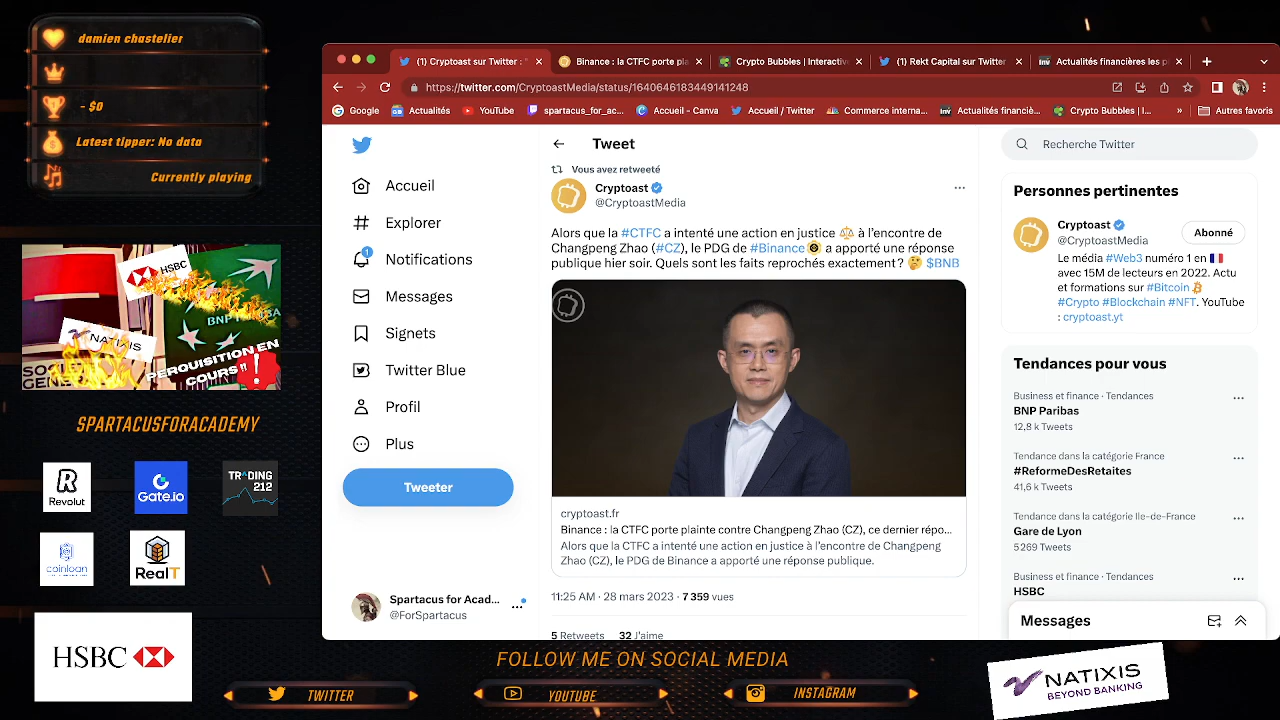 damien chastelier
- $0
Latest tipper: No data
Currently playing
HSBC
BNP PARIBA
NATIXIS
SOCIETE
GENERA
PERQUISITION EN
COURS
SPARTACUSFORACADEMY
Revolut
Gate.io
TRADING
212
coinloan
RealT
HSBC
(1) Cryptoast sur Twitter : "
Binance : la CTFC porte pla
Crypto Bubbles | Interactive
(1) Rekt Capital sur Twitter
Actualités financières les p
https://twitter.com/CryptoastMedia/status/1640646183449141248
Google
Actualités
YouTube
spartacus_for_ac...
Accueil - Canva
Accueil / Twitter
Commerce interna...
Actualités financiè...
Crypto Bubbles | I...
»
Autres favoris
Accueil
Explorer
1
Notifications
Messages
Signets
Twitter Blue
Profil
Plus
Tweeter
Spartacus for Acad...
@ForSpartacus
Tweet
Vous avez retweeté
Cryptoast
@CryptoastMedia
Alors que la #CTFC a intenté une action en justice ⚖️ à l'encontre de
Changpeng Zhao (#CZ), le PDG de #Binance a apporté une réponse
publique hier soir. Quels sont les faits reprochés exactement ? 🤔 $BNB
cryptoast.fr
Binance : la CTFC porte plainte contre Changpeng Zhao (CZ), ce dernier répo...
Alors que la CTFC a intenté une action en justice à l'encontre de Changpeng
Zhao (CZ), le PDG de Binance a apporté une réponse publique.
11:25 AM · 28 mars 2023 · 7 359 vues
5 Retweets 32 J'aime
Recherche Twitter
Personnes pertinentes
Cryptoast
@CryptoastMedia
Abonné
Le média #Web3 numéro 1 en 🇫🇷
avec 15M de lecteurs en 2022. Actu
et formations sur #Bitcoin
#Crypto #Blockchain #NFT. YouTube
: cryptoast.yt
Tendances pour vous
Business et finance · Tendances
BNP Paribas
12,8 k Tweets
Tendance dans la catégorie France
#ReformeDesRetaites
41,6 k Tweets
Tendance dans la catégorie Ile-de-France
Gare de Lyon
5 269 Tweets
Business et finance · Tendances
HSBC
Messages
FOLLOW ME ON SOCIAL MEDIA
TWITTER
YOUTUBE
INSTAGRAM
NATIXIS
BEYOND BANKING